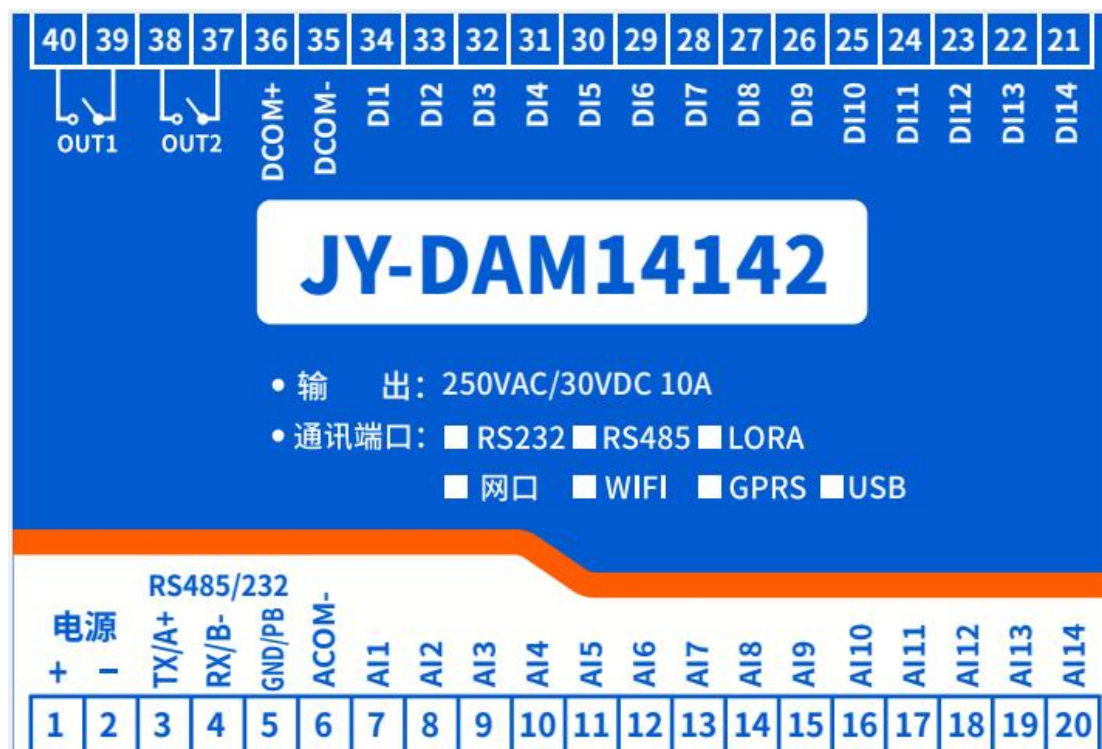 40 39 38 37 36 35 34 33 32 31 30 29 28 27 26 25 24 23 22 21
OUT1 OUT2 DCOM+ DCOM- DI1 DI2 DI3 DI4 DI5 DI6 DI7 DI8 DI9 DI10 DI11 DI12 DI13 DI14
JY-DAM14142
• 输 出：250VAC/30VDC 10A
• 通讯端口：■ RS232 ■ RS485 ■ LORA
■ 网口 ■ WIFI ■ GPRS ■ USB
RS485/232
电源
+ − TX/A+ RX/B- GND/PB ACOM- AI1 AI2 AI3 AI4 AI5 AI6 AI7 AI8 AI9 AI10 AI11 AI12 AI13 AI14
1 2 3 4 5 6 7 8 9 10 11 12 13 14 15 16 17 18 19 20